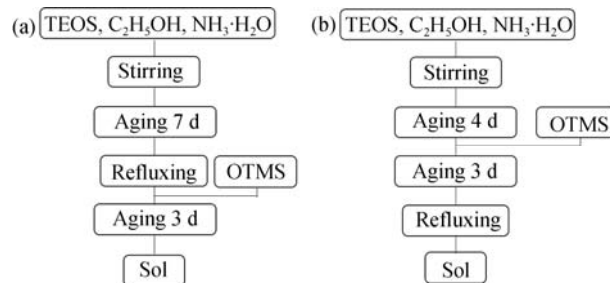 (a) TEOS, C₂H₅OH, NH₃·H₂O
Stirring
Aging 7 d
Refluxing OTMS
Aging 3 d
Sol
(b) TEOS, C₂H₅OH, NH₃·H₂O
Stirring
Aging 4 d OTMS
Aging 3 d
Refluxing
Sol